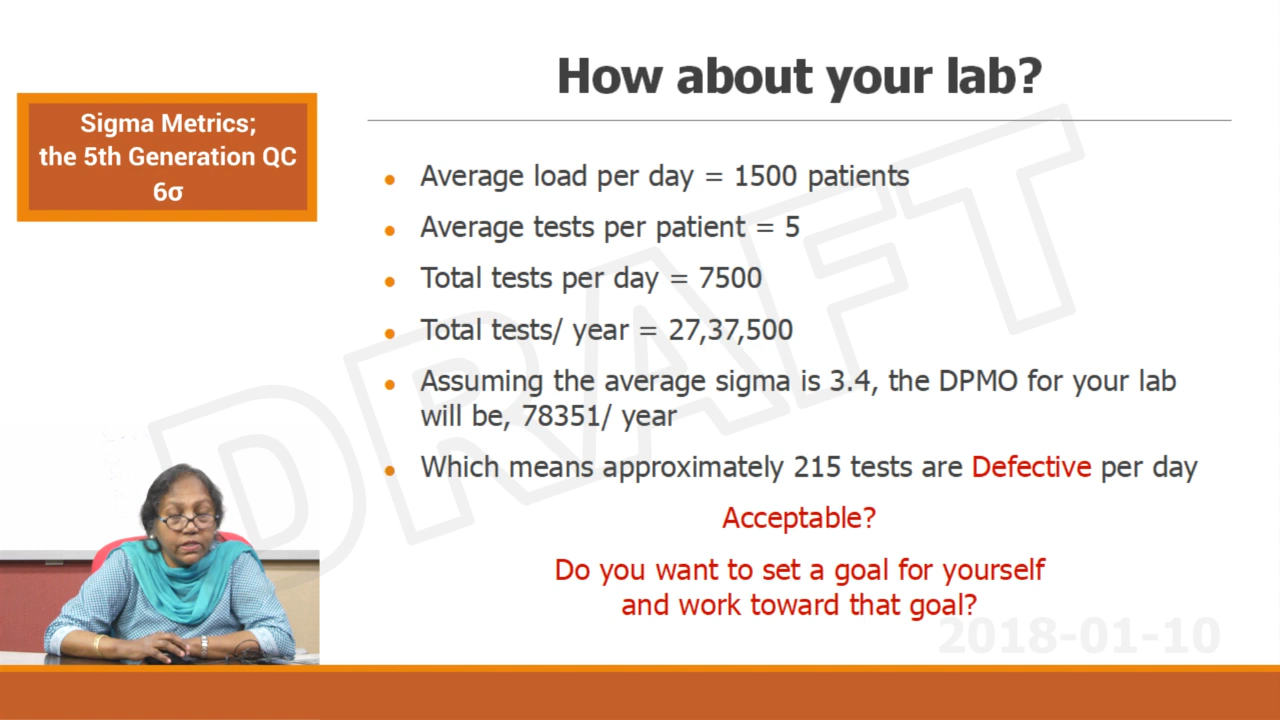 How about your lab?
Sigma Metrics;
the 5th Generation QC
6σ
Average load per day = 1500 patients
Average tests per patient = 5
Total tests per day = 7500
Total tests/ year = 27,37,500
Assuming the average sigma is 3.4, the DPMO for your lab
will be, 78351/ year
Which means approximately 215 tests are Defective per day
Acceptable?
Do you want to set a goal for yourself
and work toward that goal?
DRAFT
2018-01-10